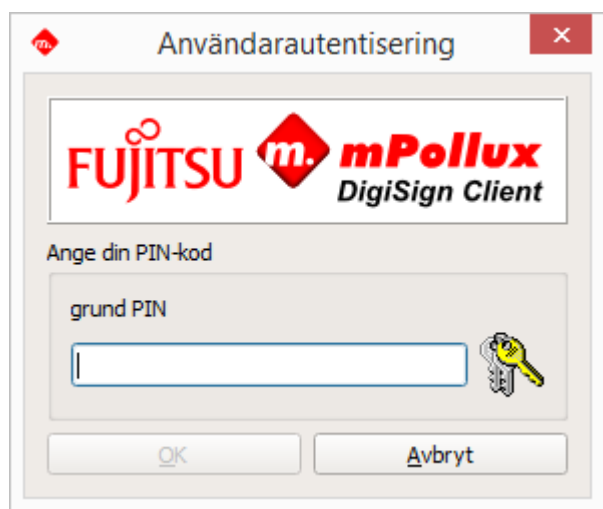 m.
Användarautentisering
FUJITSU m. mPollux
DigiSign Client
Ange din PIN-kod
grund PIN
OK
Avbryt